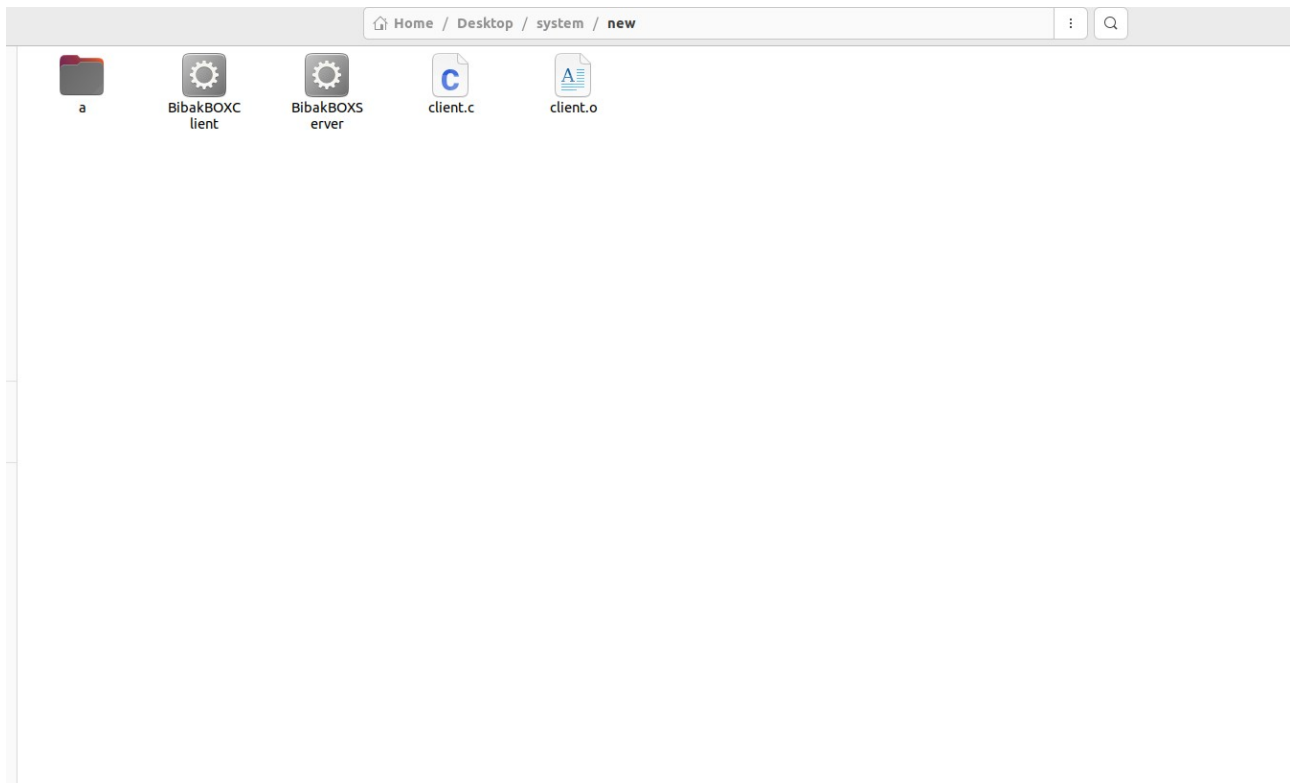 Home / Desktop / system / new
a
BibakBOXC
lient
BibakBOXS
erver
client.c
client.o